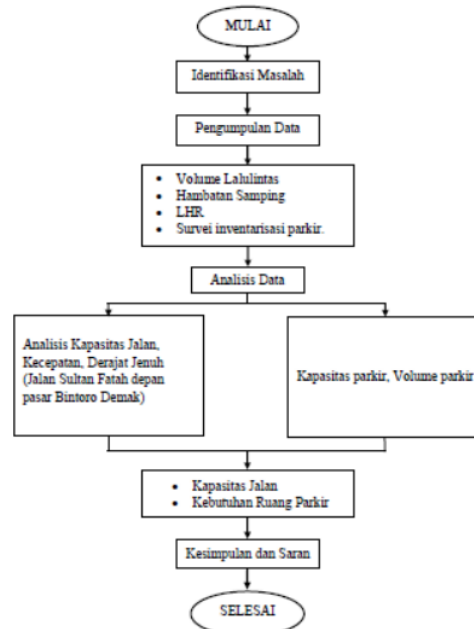 MULAI
Identifikasi Masalah
Pengumpulan Data
• Volume Lalulintas
• Hambatan Samping
• LHR
• Survei inventarisasi parkir.
Analisis Data
Analisis Kapasitas Jalan,
Kecepatan, Derajat Jenuh
(Jalan Sultan Fatah depan
pasar Bintoro Demak)
Kapasitas parkir, Volume parkir
• Kapasitas Jalan
• Kebutuhan Ruang Parkir
Kesimpulan dan Saran
SELESAI